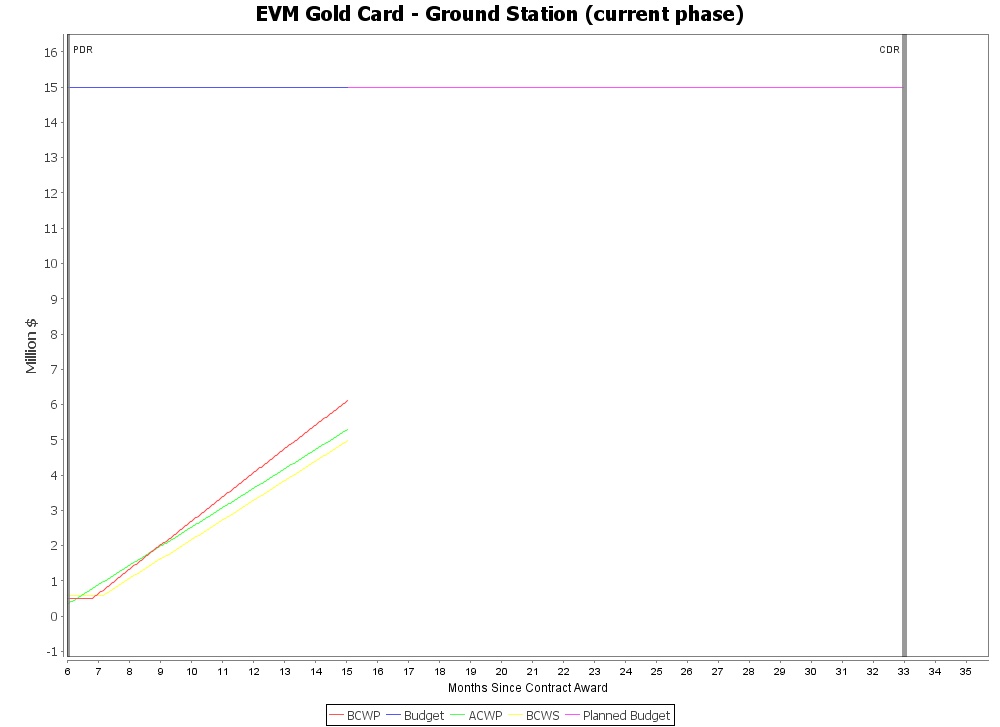 EVM Gold Card - Ground Station (current phase)
PDR
CDR
16
15
14
13
12
11
10
9
8
7
6
5
4
3
2
1
0
-1
Million $
6 7 8 9 10 11 12 13 14 15 16 17 18 19 20 21 22 23 24 25 26 27 28 29 30 31 32 33 34 35
Months Since Contract Award
BCWP Budget ACWP BCWS Planned Budget